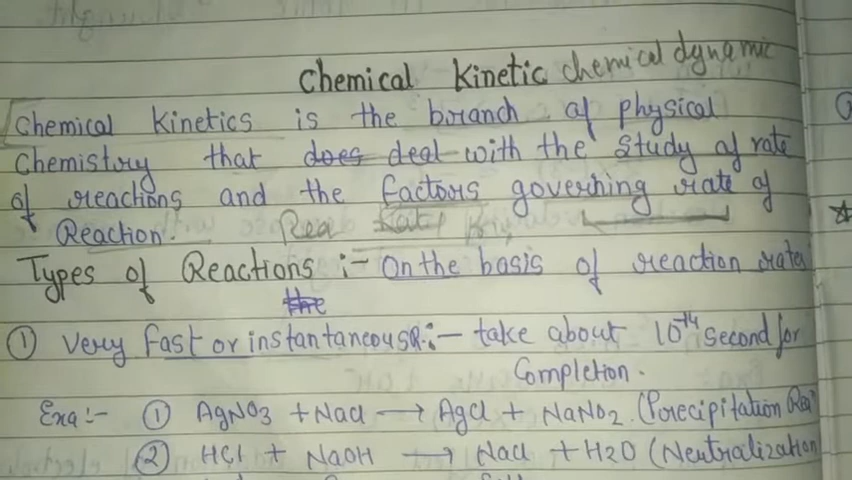 Chemical Kinetic chemical dynamic
Chemical Kinetics is the branch of physical
Chemistry that does deal with the study of rate
of reactions and the factors governing rate of
Reaction.
Types of Reactions :- On the basis of reaction rates
the
① Very fast or instantaneous R:- take about 10⁻¹⁴ second for
Completion.
Exa:- ① AgNO3 + NaCl → AgCl + NaNO2 (Precipitation Rea
② HCl + NaOH → NaCl + H2O (Neutralization